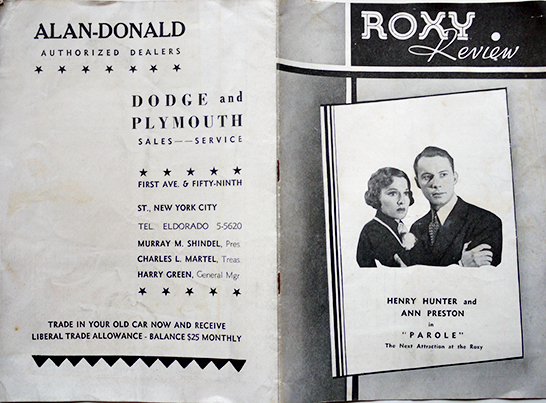 ALAN-DONALD
AUTHORIZED DEALERS
DODGE and
PLYMOUTH
SALES—SERVICE
FIRST AVE. & FIFTY-NINTH
ST., NEW YORK CITY
TEL. ELDORADO 5-5620
MURRAY M. SHINDEL, Pres
CHARLES L. MARTEL, Treas
HARRY GREEN, General Mgr
TRADE IN YOUR OLD CAR NOW AND RECEIVE
LIBERAL TRADE ALLOWANCE - BALANCE $25 MONTHLY
ROXY
Review
HENRY HUNTER and
ANN PRESTON
in
"PAROLE"
The Next Attraction at the Roxy